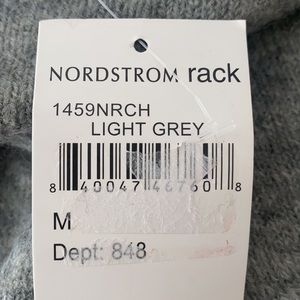 NORDSTROM rack
1459NRCH
LIGHT GREY
8 40047 46760 8
M
Dept: 848